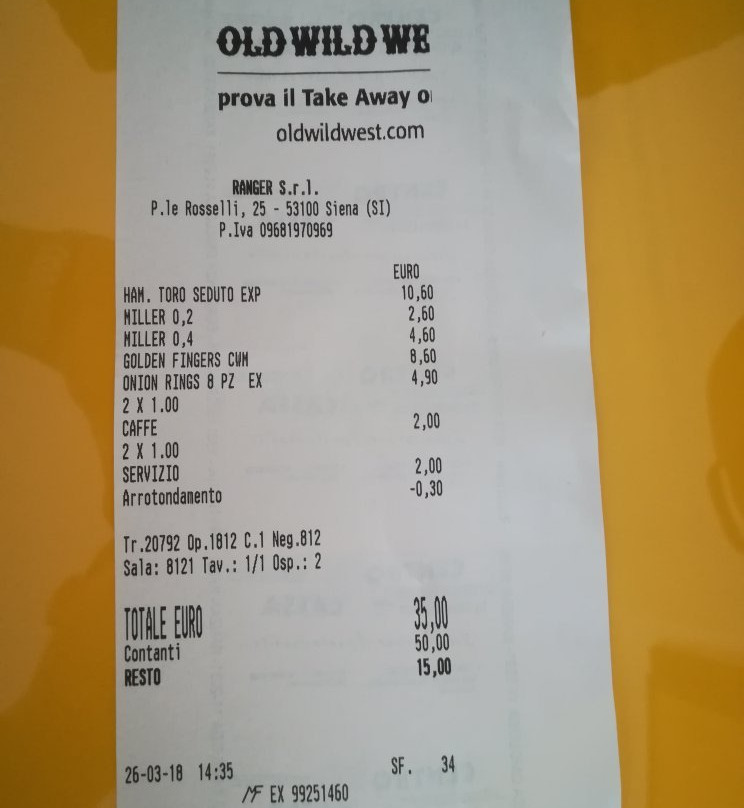 OLD WILD WE
prova il Take Away o
oldwildwest.com
RANGER S.r.l.
P.le Rosselli, 25 - 53100 Siena (SI)
P.Iva 09681970969
EURO
HAM. TORO SEDUTO EXP 10,60
MILLER 0,2 2,60
MILLER 0,4 4,60
GOLDEN FINGERS CWM 8,60
ONION RINGS 8 PZ EX 4,90
2 X 1.00
CAFFE 2,00
2 X 1.00
SERVIZIO 2,00
Arrotondamento -0,30
Tr.20792 Op.1812 C.1 Neg.812
Sala: 8121 Tav.: 1/1 Osp.: 2
TOTALE EURO 35,00
Contanti 50,00
RESTO 15,00
26-03-18 14:35 SF. 34
MF EX 99251460